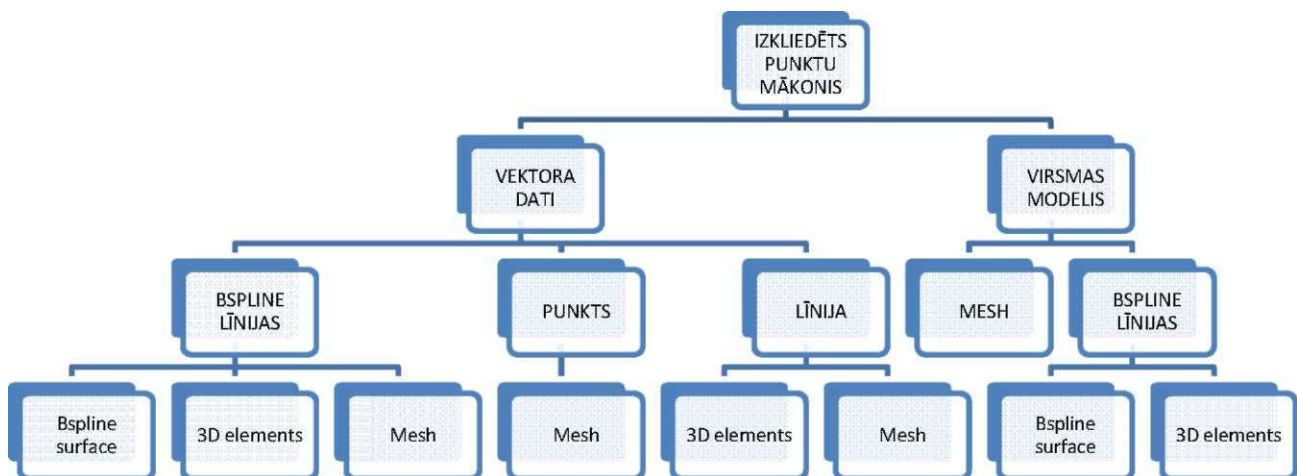 IZKLIEDĒTS
PUNKTU
MĀKONIS
VEKTORA
DATI
VIRSMAS
MODELIS
BSPLINE
LĪNIJAS
PUNKTS
LĪNIJA
MESH
BSPLINE
LĪNIJAS
Bspline
surface
3D elements
Mesh
Mesh
3D elements
Mesh
Bspline
surface
3D elements